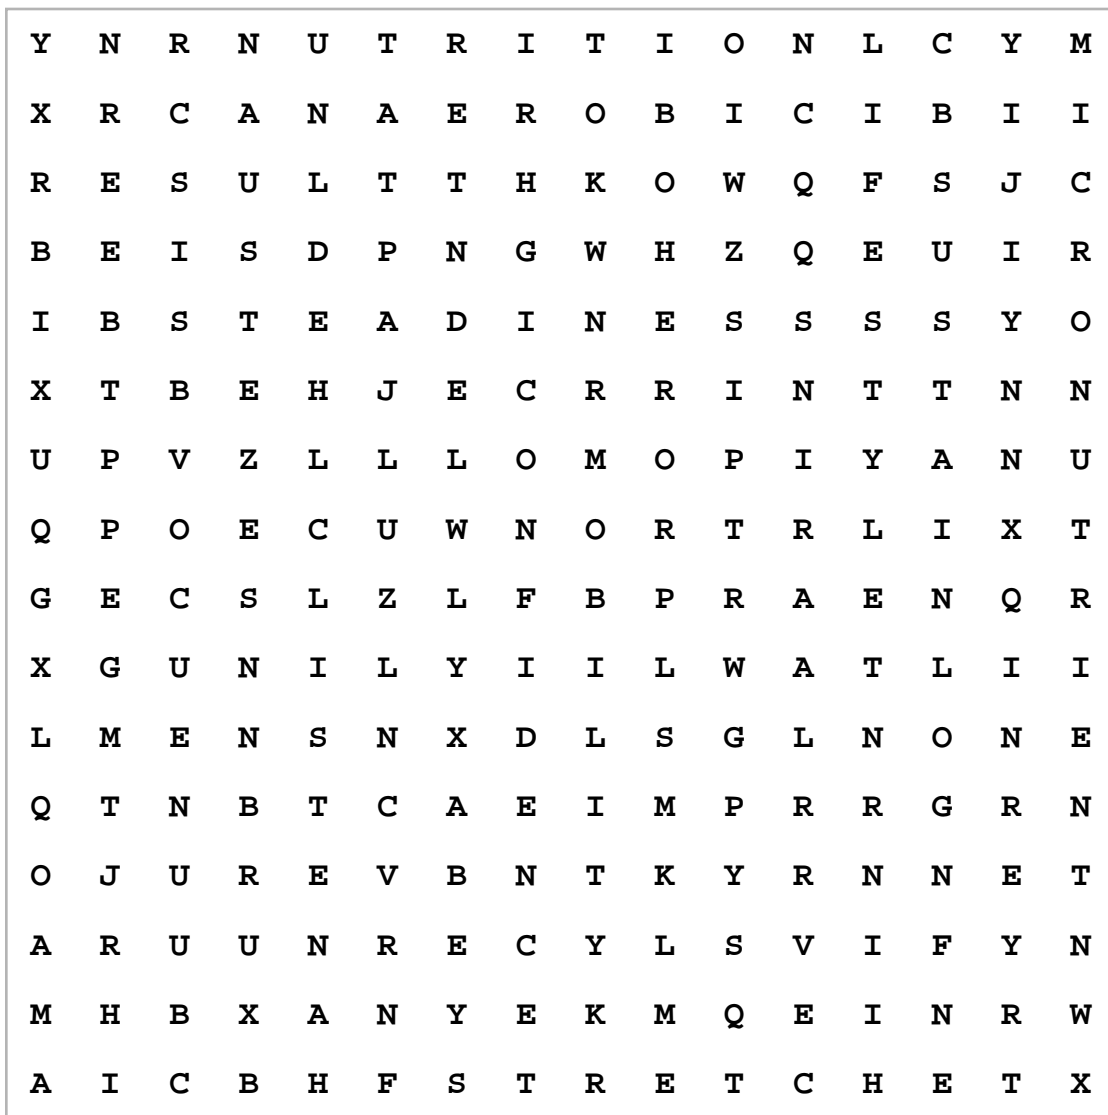 Y N R N U T R I T I O N L C Y M
X R C A N A E R O B I C I B I I
R E S U L T T H K O W Q F S J C
B E I S D P N G W H Z Q E U I R
I B S T E A D I N E S S S S Y O
X T B E H J E C R R I N T T N N
U P V Z L L L O M O P I Y A N U
Q P O E C U W N O R T R L I X T
G E C S L Z L F B P R A E N Q R
X G U N I L Y I I L W A T L I I
L M E N S N X D L S G L N O N E
Q T N B T C A E I M P R R G R N
O J U R E V B N T K Y R N N E T
A R U U N R E C Y L S V I F Y N
M H B X A N Y E K M Q E I N R W
A I C B H F S T R E T C H E T X